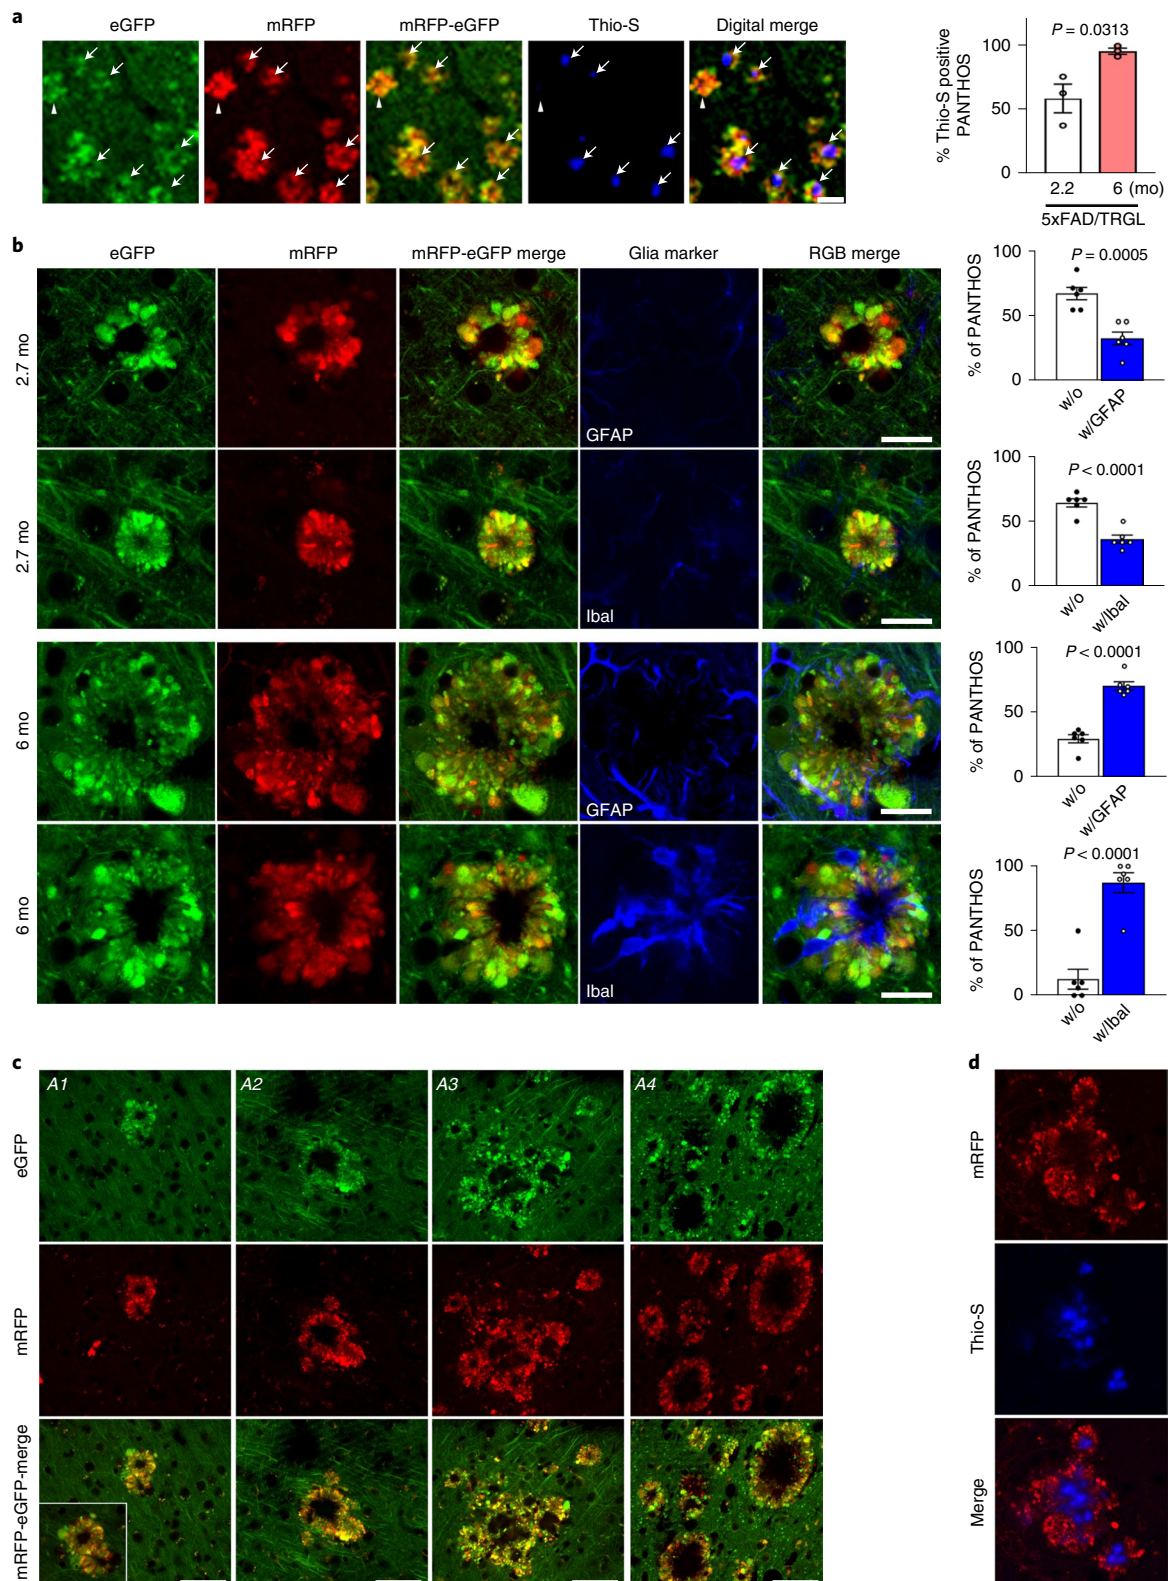 a
eGFP
mRFP
mRFP-eGFP
Thio-S
Digital merge
% Thio-S positive
PANTHOS
100
50
0
P = 0.0313
2.2
6 (mo)
5xFAD/TRGL
b
eGFP
mRFP
mRFP-eGFP merge
Glia marker
RGB merge
2.7 mo
GFAP
% of PANTHOS
100
50
0
P = 0.0005
w/o
w/GFAP
2.7 mo
Ibal
% of PANTHOS
100
50
0
P < 0.0001
w/o
w/Ibal
6 mo
GFAP
% of PANTHOS
100
50
0
P < 0.0001
w/o
w/GFAP
6 mo
Ibal
% of PANTHOS
100
50
0
P < 0.0001
w/o
w/Ibal
c
A1
A2
A3
A4
eGFP
mRFP
mRFP-eGFP-merge
d
mRFP
Thio-S
Merge